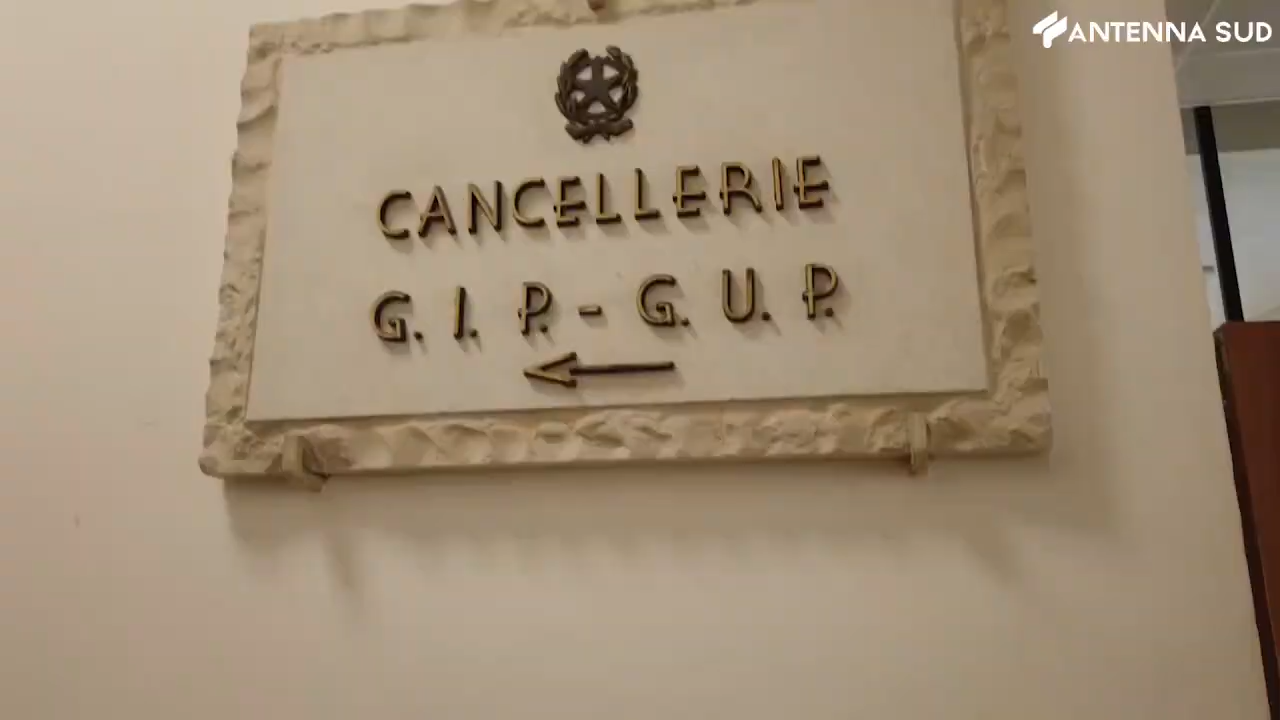 ANTENNA SUD
CANCELLERIE
G. I. P. - G. U. P.